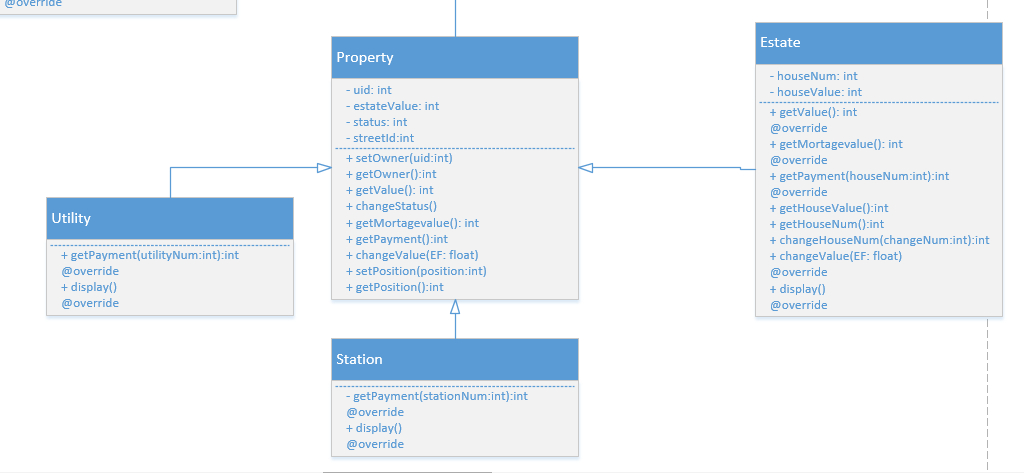 @override
Property
- uid: int
- estateValue: int
- status: int
- streetId:int
+ setOwner(uid:int)
+ getOwner():int
+ getValue(): int
+ changeStatus()
+ getMortagevalue(): int
+ getPayment():int
+ changeValue(EF: float)
+ setPosition(position:int)
+ getPosition():int
Estate
- houseNum: int
- houseValue: int
+ getValue(): int
@override
+ getMortagevalue(): int
@override
+ getPayment(houseNum:int):int
@override
+ getHouseValue():int
+ getHouseNum():int
+ changeHouseNum(changeNum:int):int
+ changeValue(EF: float)
@override
+ display()
@override
Utility
+ getPayment(utilityNum:int):int
@override
+ display()
@override
Station
- getPayment(stationNum:int):int
@override
+ display()
@override